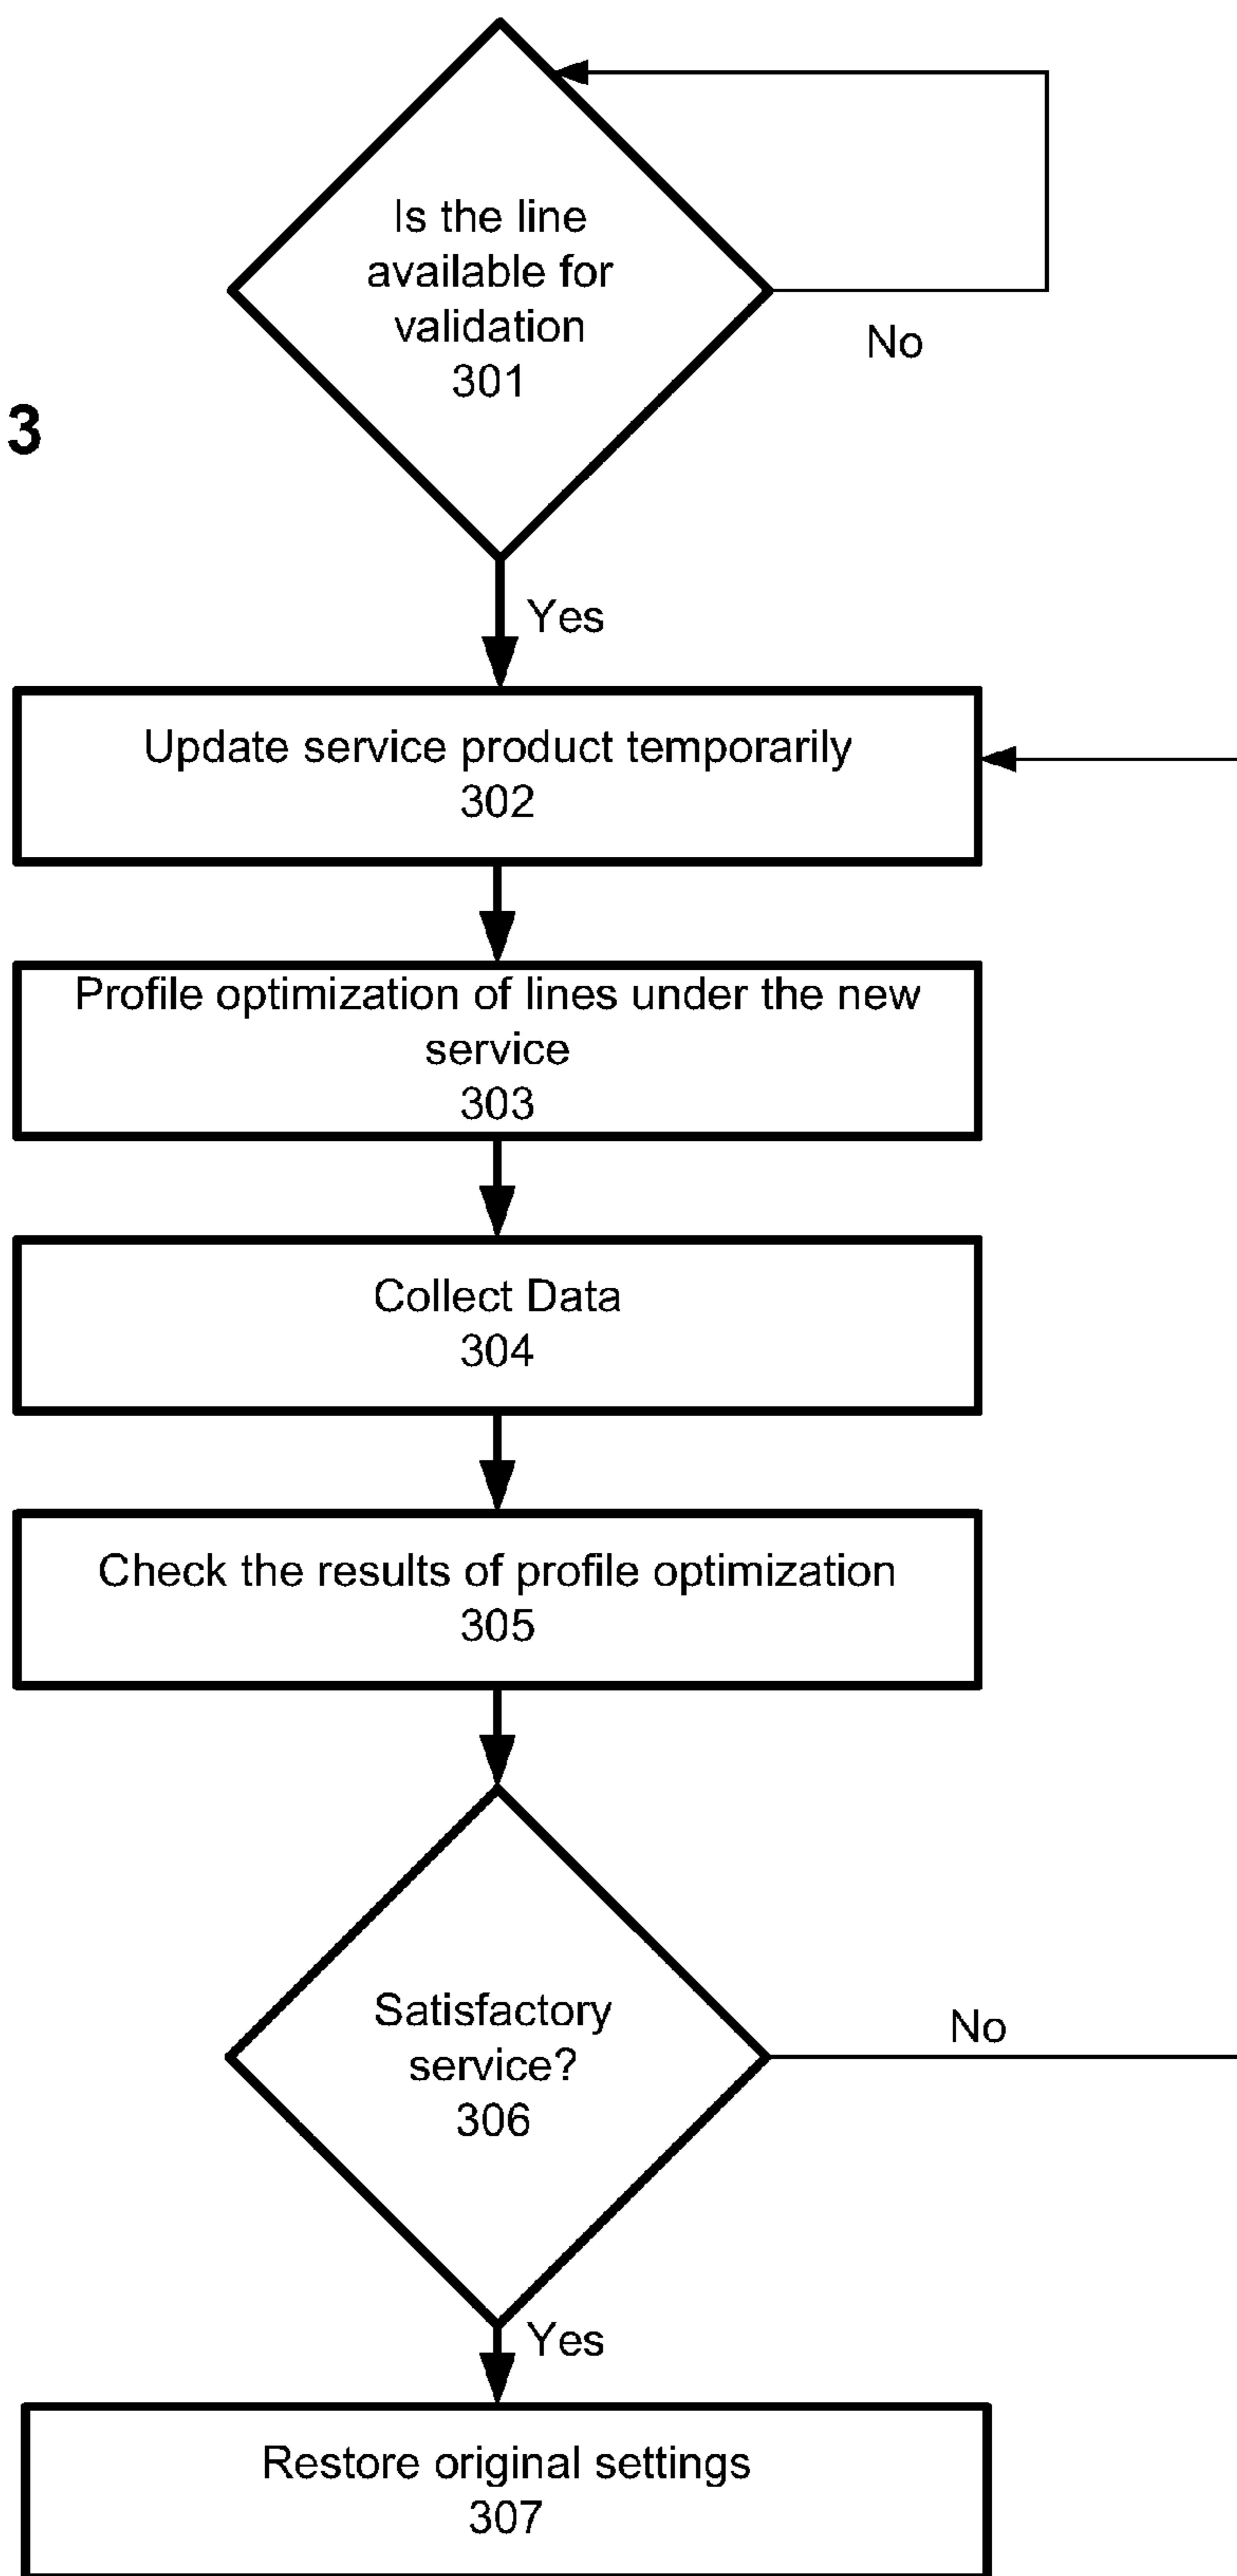 Is the line
available for
validation
301
No
3
Yes
Update service product temporarily
302
Profile optimization of lines under the new
service
303
Collect Data
304
Check the results of profile optimization
305
Satisfactory
service?
306
No
Yes
Restore original settings
307